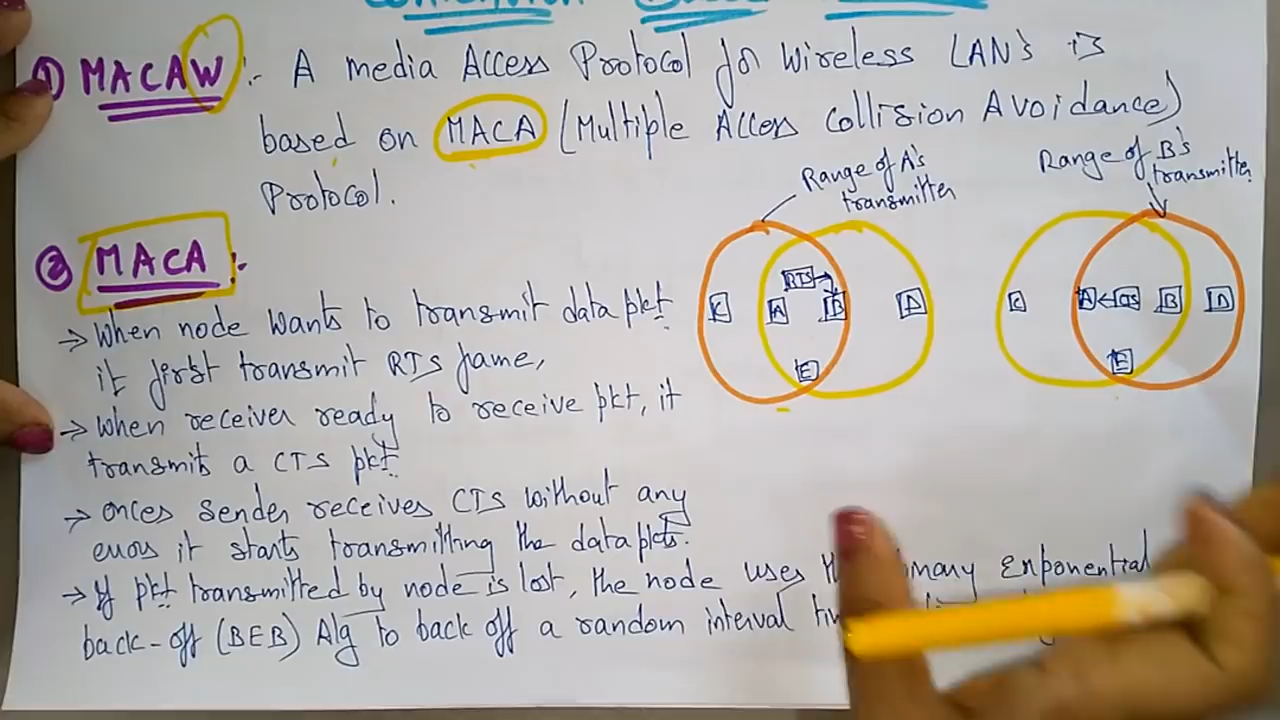 ① MACAW :- A media Access Protocol for Wireless LAN's is
based on MACA (Multiple Access Collision Avoidance)
Protocol.
Range of A's
transmitter
Range of B's
transmitter
② MACA :-
C A RTS→ B D E
C A ←CTS B D E
→ When node wants to transmit data pkt
it first transmit RTS frame,
→ When receiver ready to receive pkt, it
transmits a CTS pkt.
→ onces sender receives CTS without any
errors it starts transmitting the data pkts.
→ If pkt transmitted by node is lost, the node uses exponential
back-off (BEB) Alg to back off a random interval